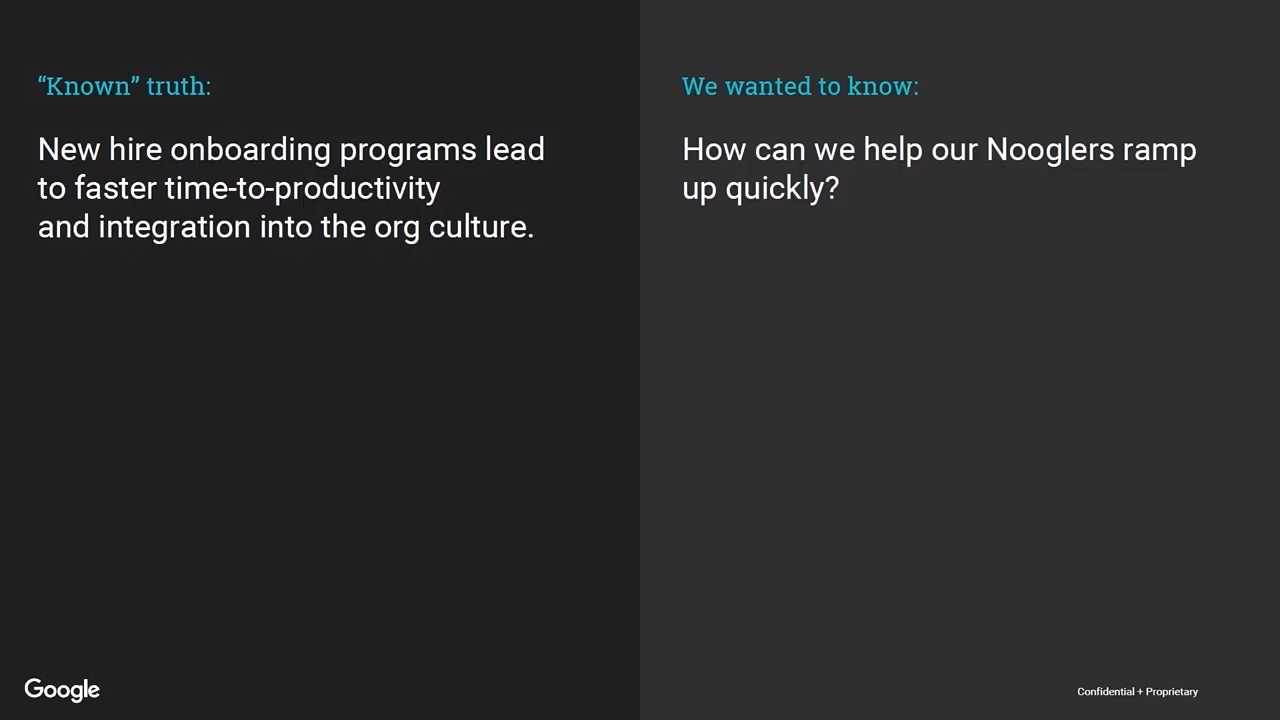 “Known” truth:
New hire onboarding programs lead
to faster time-to-productivity
and integration into the org culture.
We wanted to know:
How can we help our Nooglers ramp
up quickly?
Google
Confidential + Proprietary